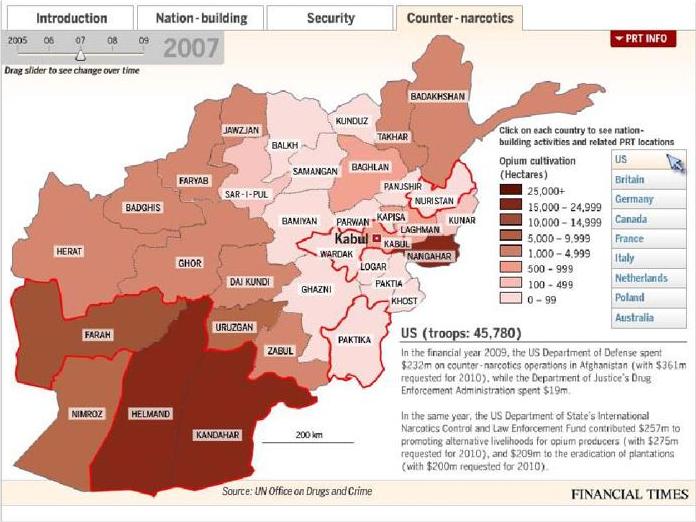 Introduction
Nation-building
Security
Counter-narcotics
2005 06 07 08 09
2007
Drag slider to see change over time
PRT INFO
BADAKHSHAN
KUNDUZ
JAWZJAN
TAKHAR
BALKH
SAMANGAN
BAGHLAN
FARYAB
SAR-I-PUL
PANJSHIR
NURISTAN
BADGHIS
BAMIYAN
PARWAN
KAPISA
KUNAR
LAGHMAN
Kabul
KABUL
HERAT
WARDAK
NANGAHAR
GHOR
LOGAR
DAI KUNDI
GHAZNI
PAKTIA
KHOST
FARAH
URUZGAN
PAKTIKA
ZABUL
NIMROZ
HELMAND
KANDAHAR
200 km
Click on each country to see nation-
building activities and related PRT locations
Opium cultivation
(Hectares)
25,000+
15,000 - 24,999
10,000 - 14,999
5,000 - 9,999
1,000 - 4,999
500 - 999
100 - 499
0 - 99
US
Britain
Germany
Canada
France
Italy
Netherlands
Poland
Australia
US (troops: 45,780)
In the financial year 2009, the US Department of Defense spent
$232m on counter-narcotics operations in Afghanistan (with $361m
requested for 2010), while the Department of Justice's Drug
Enforcement Administration spent $19m.
In the same year, the US Department of State's International
Narcotics Control and Law Enforcement Fund contributed $257m to
promoting alternative livelihoods for opium producers (with $275m
requested for 2010), and $209m to the eradication of plantations
(with $200m requested for 2010).
Source: UN Office on Drugs and Crime
FINANCIAL TIMES